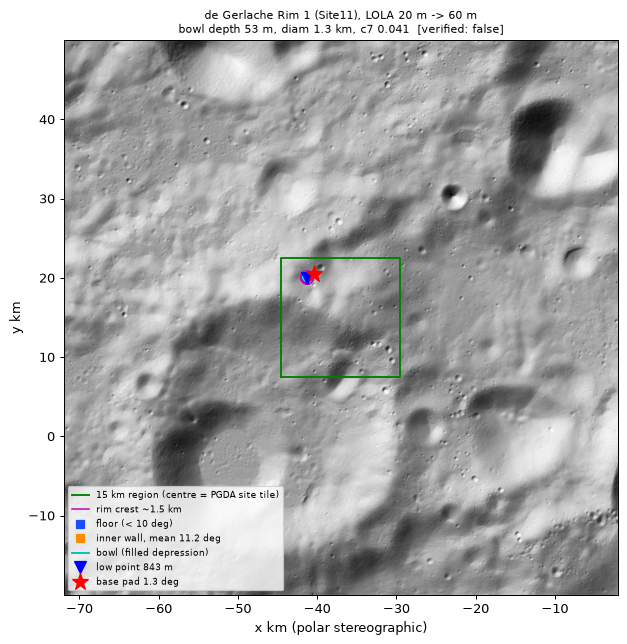 de Gerlache Rim 1 (Site11), LOLA 20 m -> 60 m
bowl depth 53 m, diam 1.3 km, c7 0.041  [verified: false]
40
30
20
10
0
−10
y km
15 km region (centre = PGDA site tile)
rim crest ~1.5 km
floor (< 10 deg)
inner wall, mean 11.2 deg
bowl (filled depression)
low point 843 m
base pad 1.3 deg
−70
−60
−50
−40
−30
−20
−10
x km (polar stereographic)